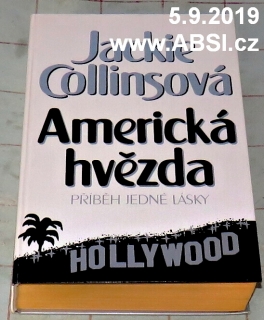 5.9.2019
www.ABSI.cz
Jackie
Collinsová
Americká
hvězda
PŘÍBĚH JEDNÉ LÁSKY
HOLLYWOOD